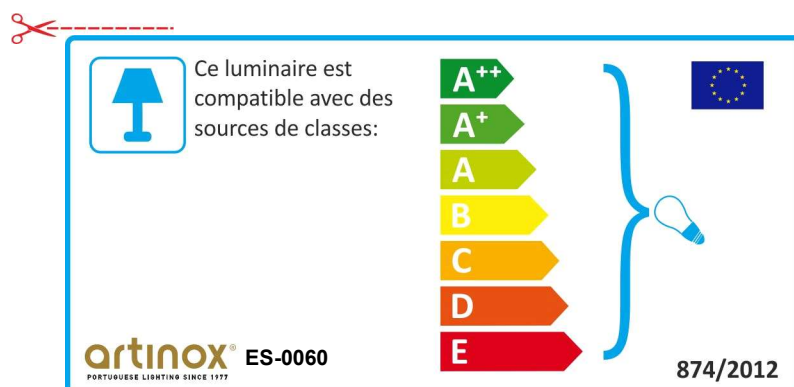 Ce luminaire est
compatible avec des
sources de classes:
A++
A+
A
B
C
D
E
artinox®
PORTUGUESE LIGHTING SINCE 1977
ES-0060
874/2012